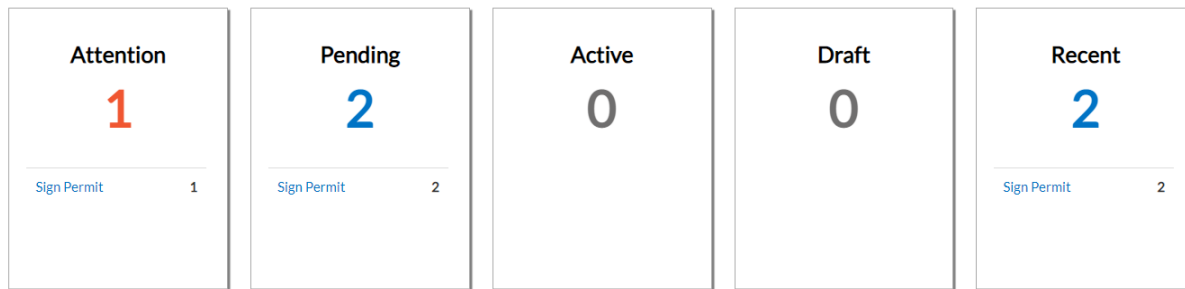 Attention
1
Sign Permit 1
Pending
2
Sign Permit 2
Active
0
Draft
0
Recent
2
Sign Permit 2